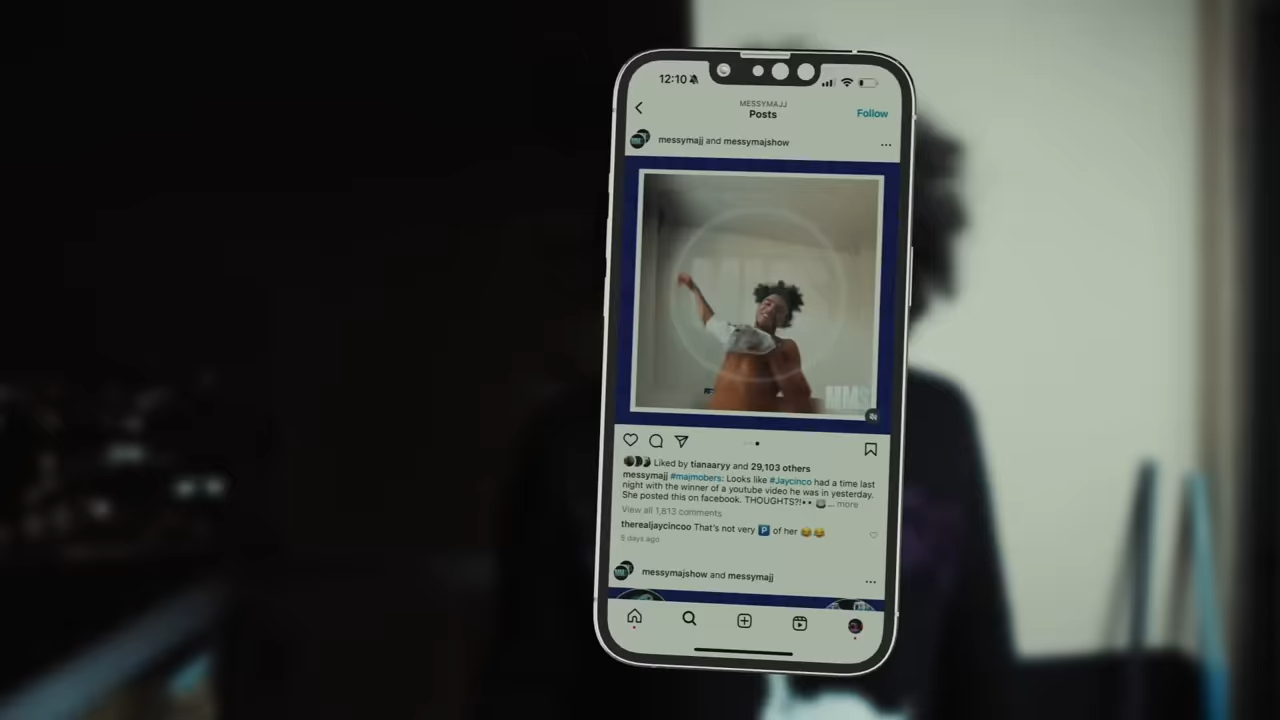 12:10
MESSYMAJJ
Posts
Follow
messymajj and messymajshow
MMS
Liked by tianaaryy and 29,103 others
messymajj #majmobers: Looks like #Jaycinco had a time last
night with the winner of a youtube video he was in yesterday.
She posted this on facebook. THOUGHTS?!👀 ... more
View all 1,813 comments
therealjaycincoo That's not very 🅿️ of her 😂😂
5 days ago
messymajshow and messymajj